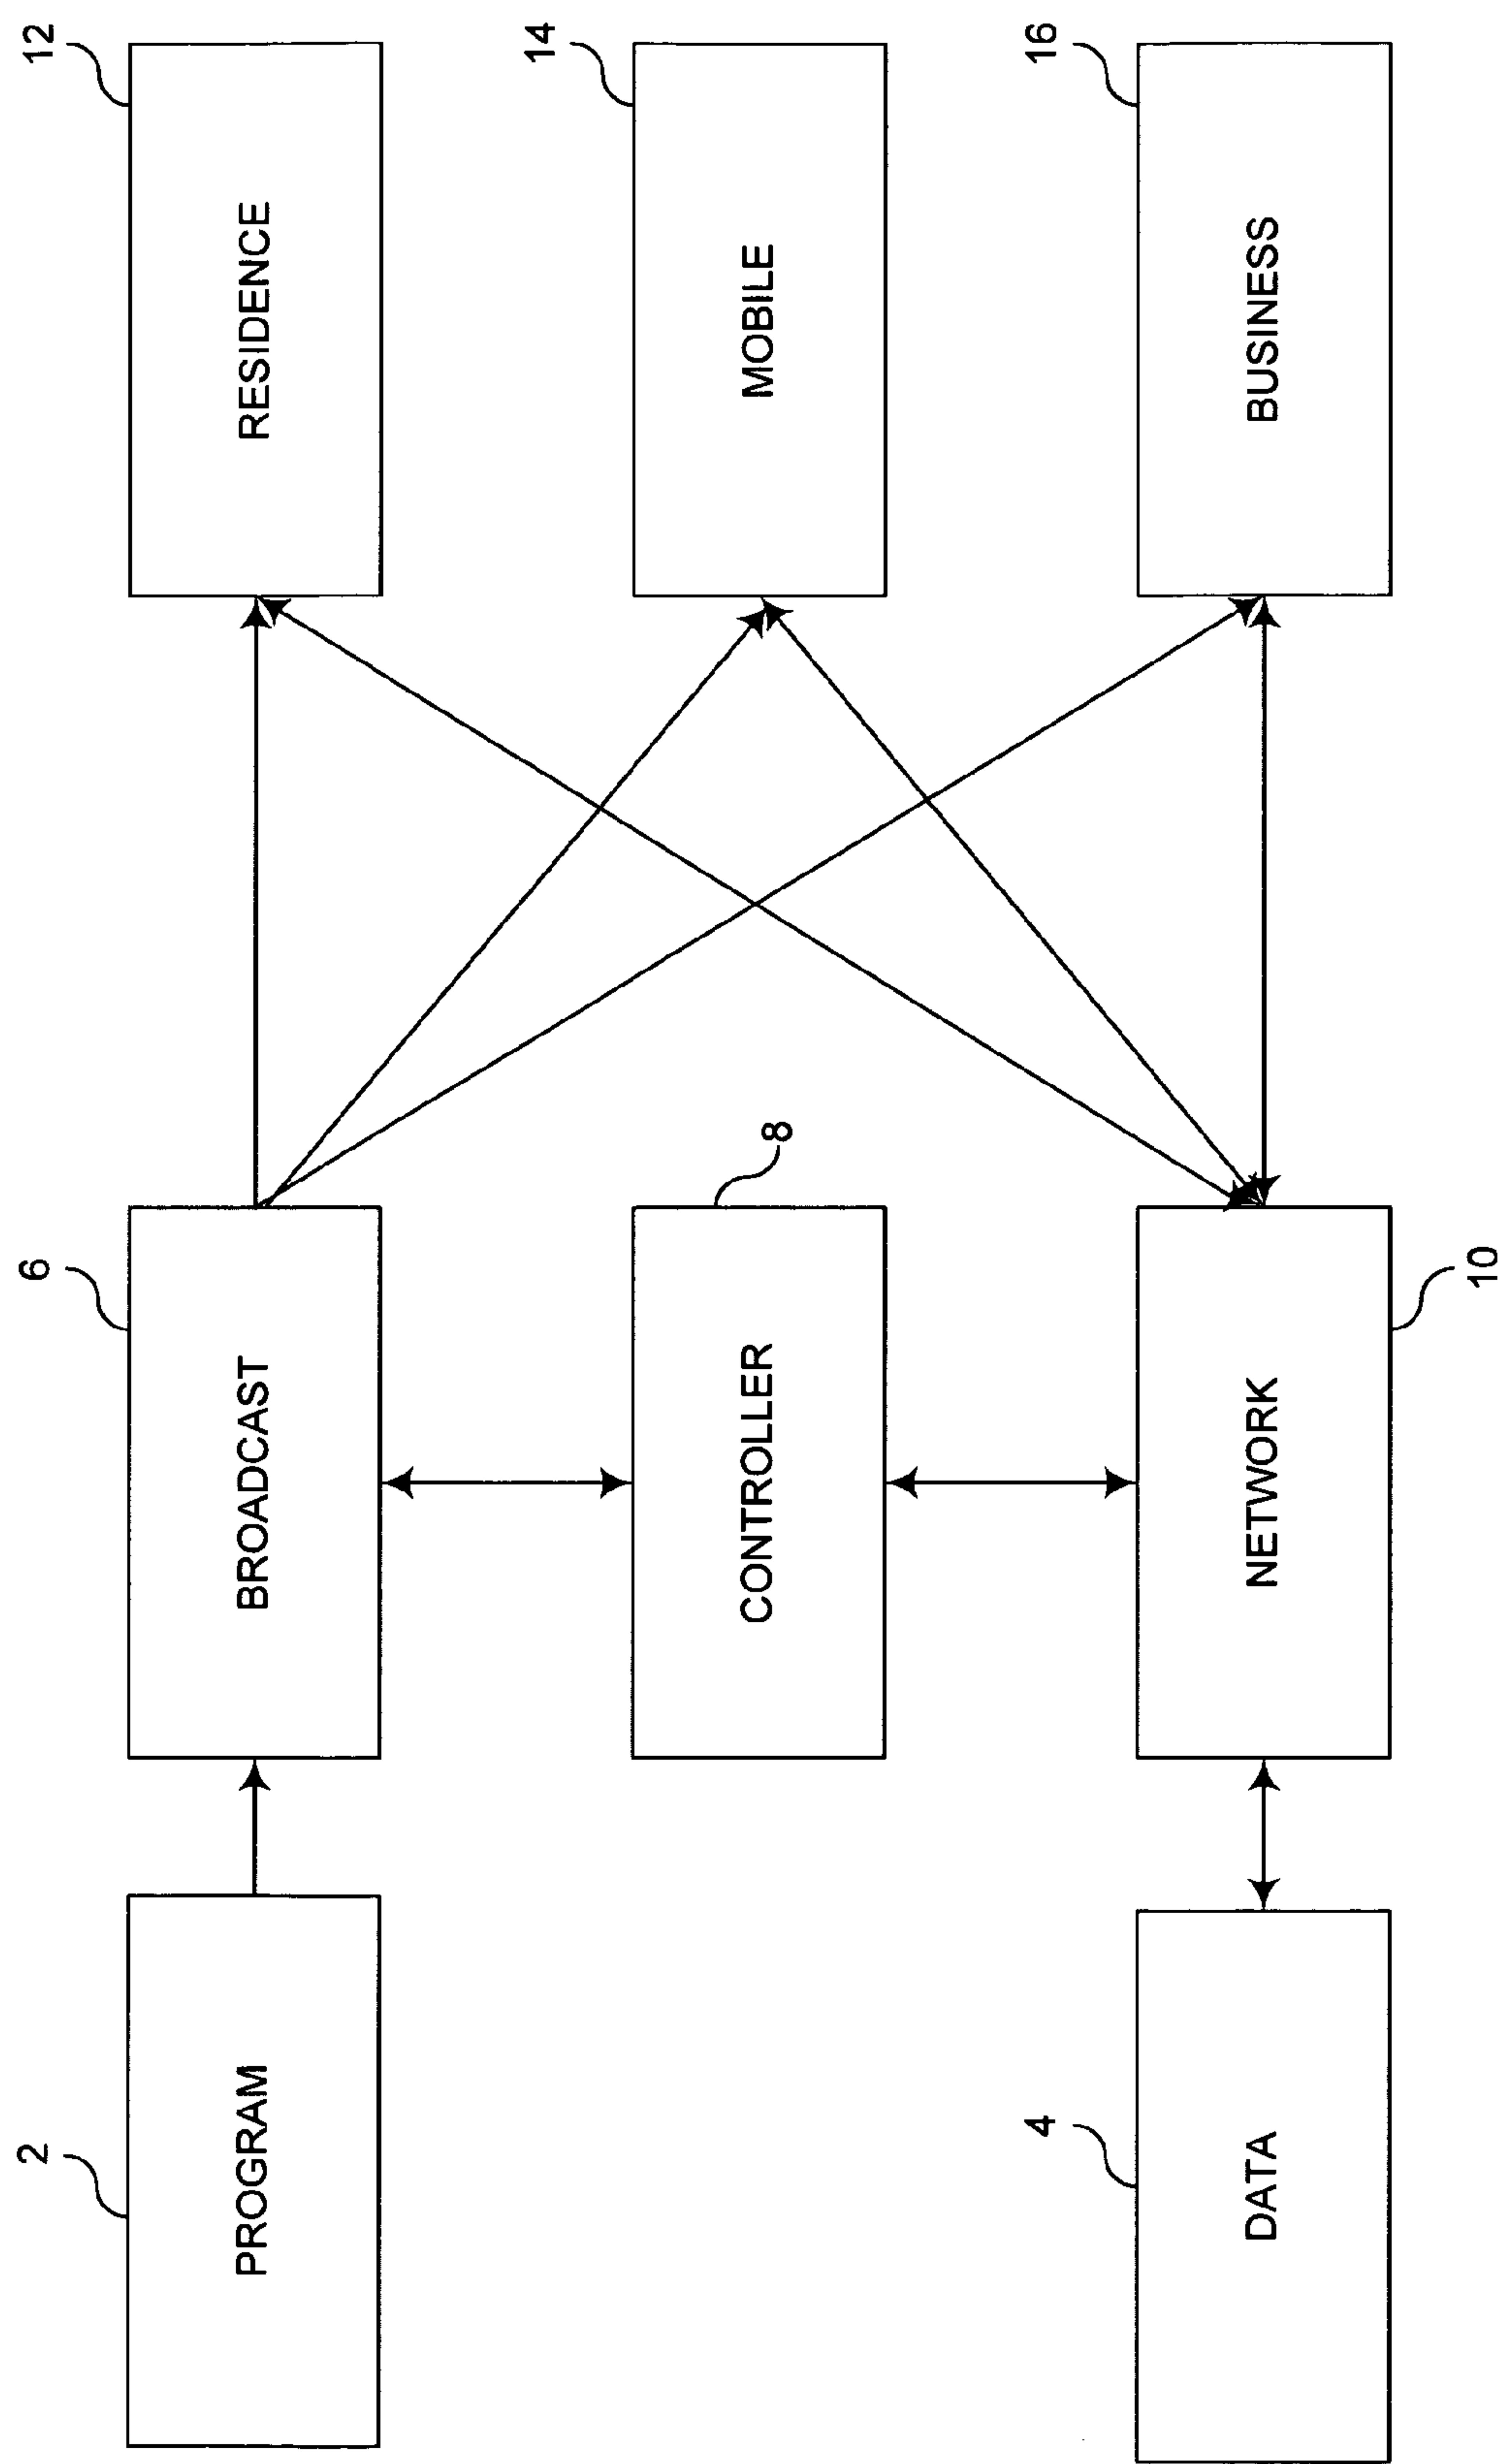 2
PROGRAM
6
BROADCAST
12
RESIDENCE
8
CONTROLLER
14
MOBILE
4
DATA
NETWORK
10
16
BUSINESS